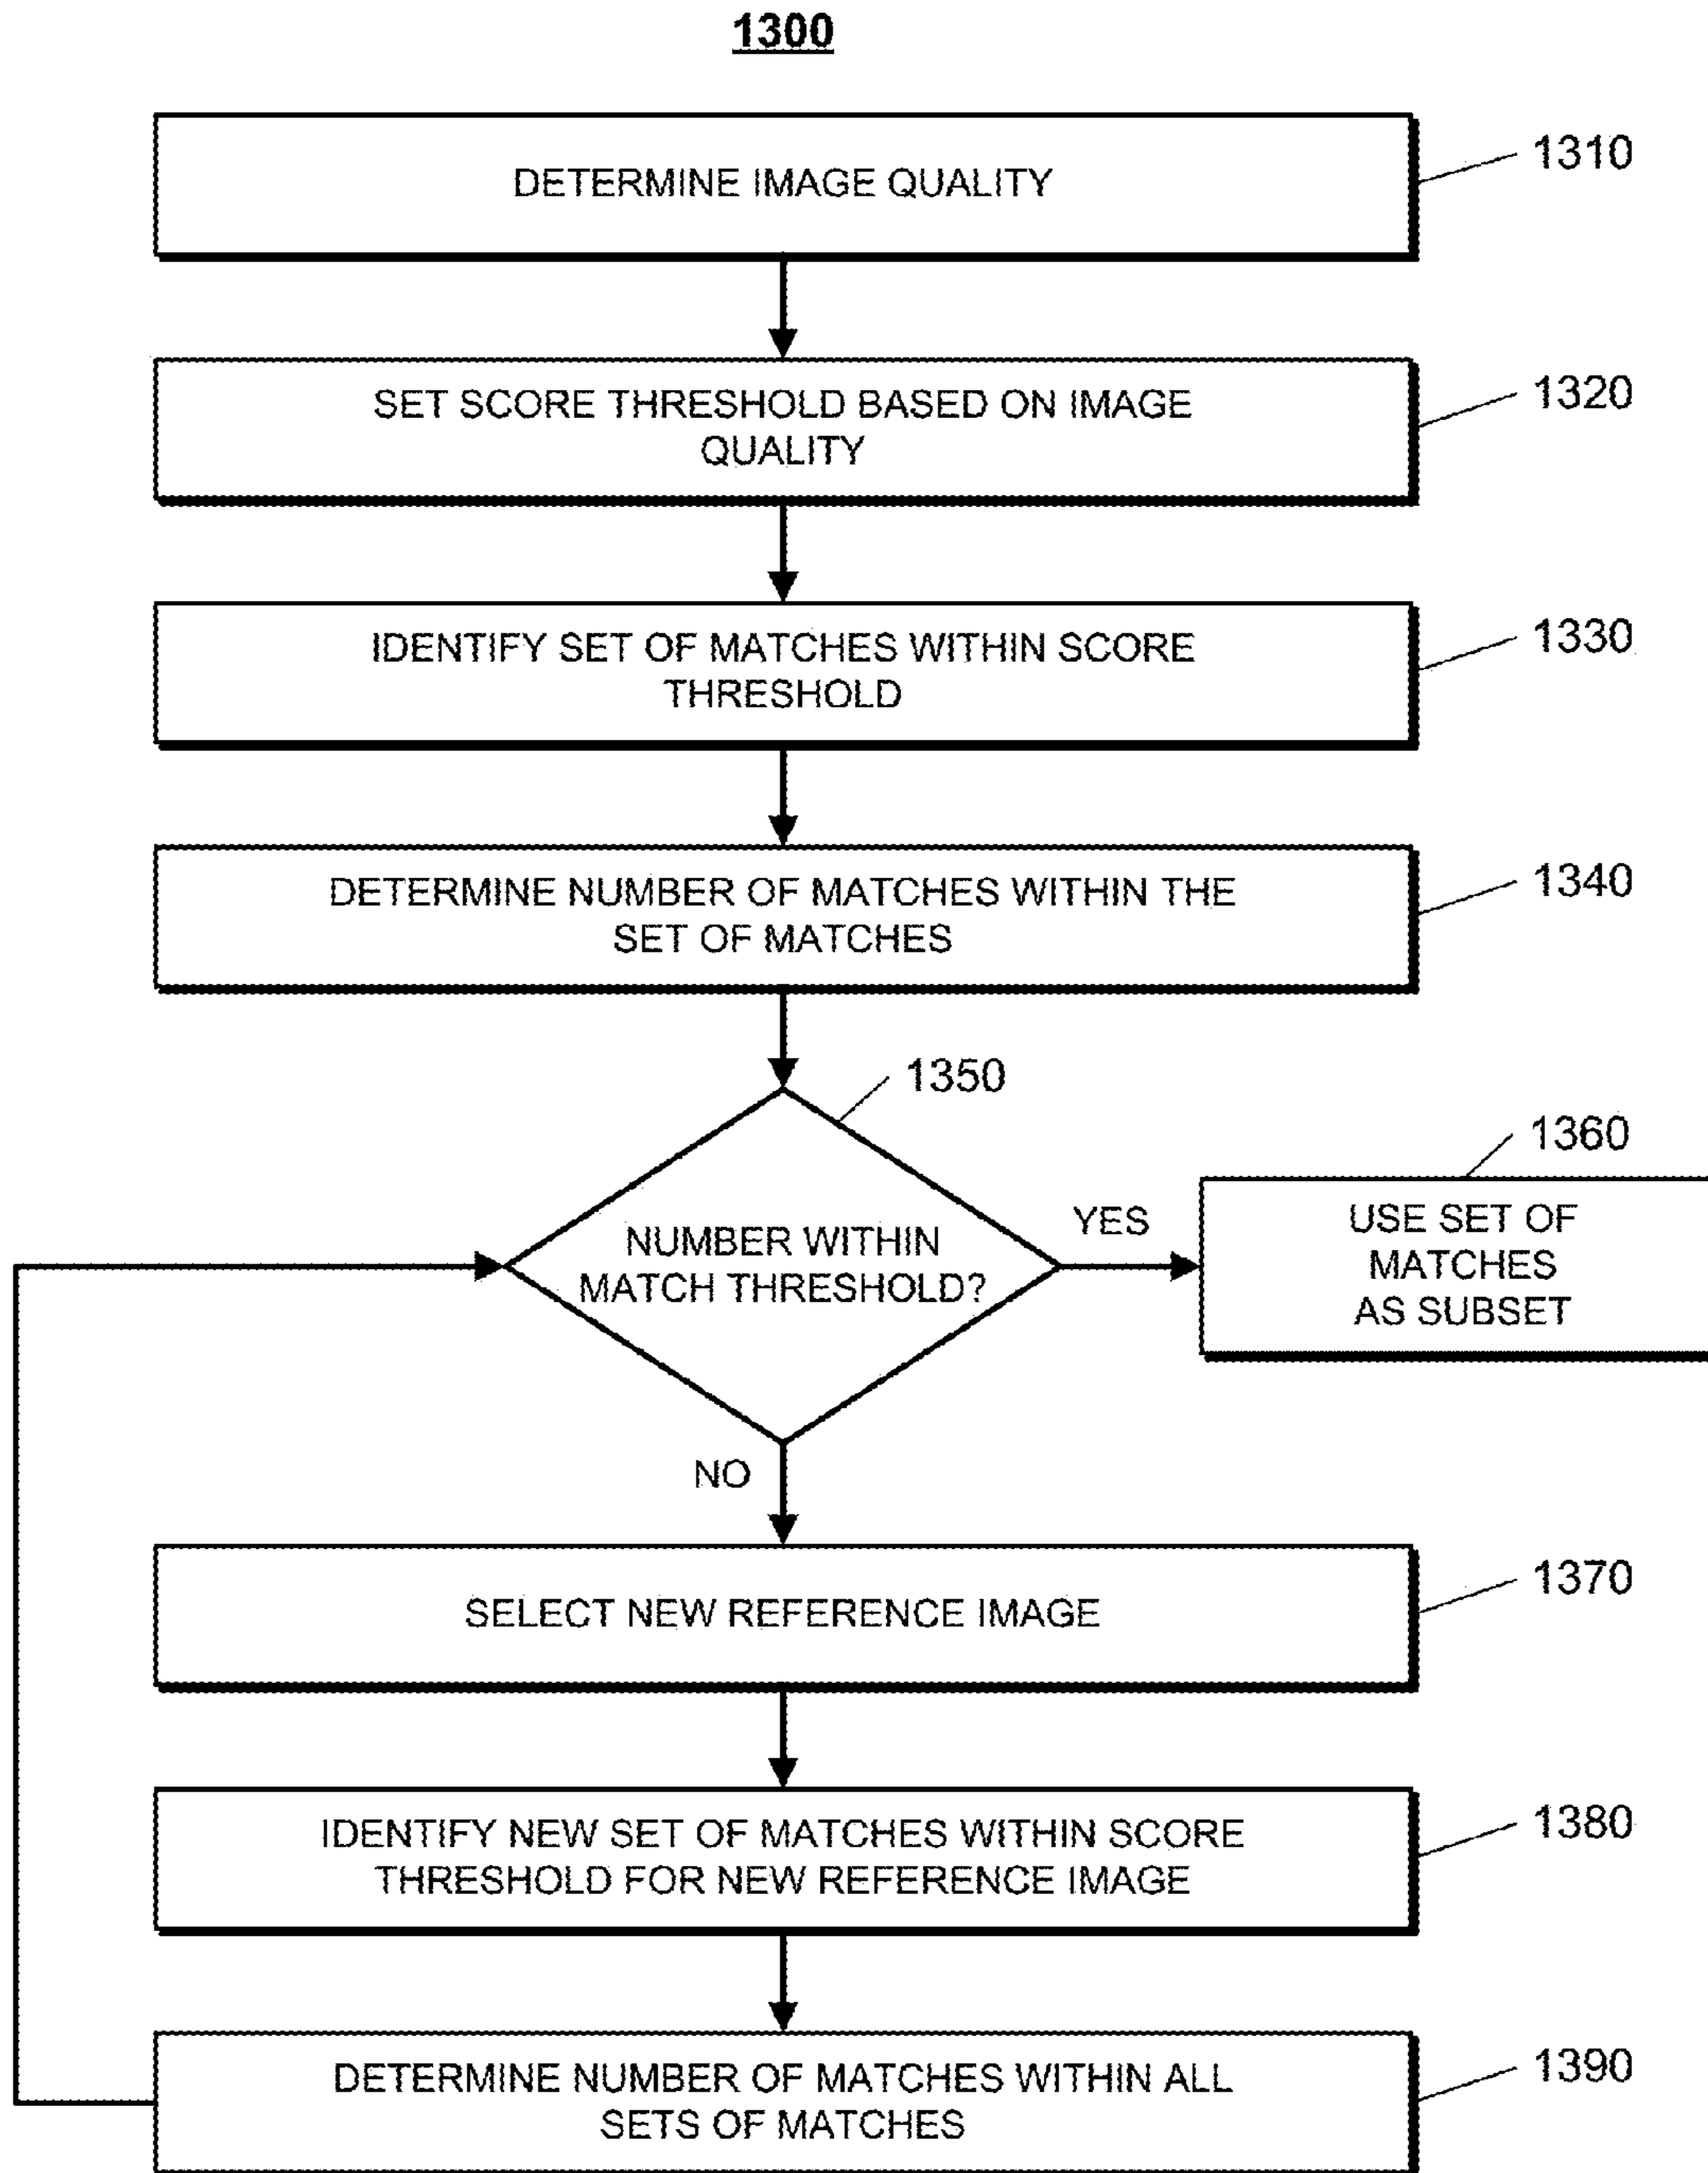 1300
DETERMINE IMAGE QUALITY
1310
SET SCORE THRESHOLD BASED ON IMAGE
QUALITY
1320
IDENTIFY SET OF MATCHES WITHIN SCORE
THRESHOLD
1330
DETERMINE NUMBER OF MATCHES WITHIN THE
SET OF MATCHES
1340
1350
NUMBER WITHIN
MATCH THRESHOLD?
YES
1360
USE SET OF
MATCHES
AS SUBSET
NO
SELECT NEW REFERENCE IMAGE
1370
IDENTIFY NEW SET OF MATCHES WITHIN SCORE
THRESHOLD FOR NEW REFERENCE IMAGE
1380
DETERMINE NUMBER OF MATCHES WITHIN ALL
SETS OF MATCHES
1390